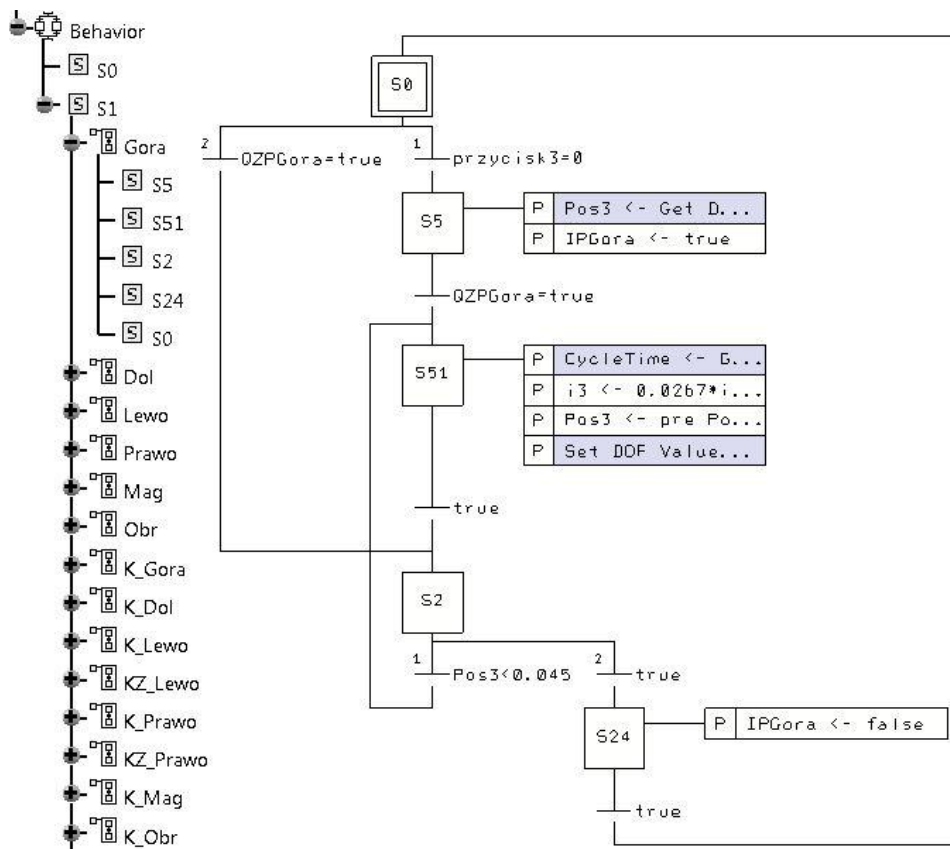 Behavior
S0
S1
Gora
S5
S51
S2
S24
S0
Dol
Lewo
Prawo
Mag
Obr
K_Gora
K_Dol
K_Lewo
KZ_Lewo
K_Prawo
KZ_Prawo
K_Mag
K_Obr
S0
2
QZPGora=true
1
przycisk3=0
S5
P Pos3 <- Get D...
P IPGora <- true
QZPGora=true
S51
P CycleTime <- G...
P i3 <- 0.0267*i...
P Pos3 <- pre Po...
P Set DOF Value...
true
S2
1
Pos3<0.045
2
true
S24
P IPGora <- false
true